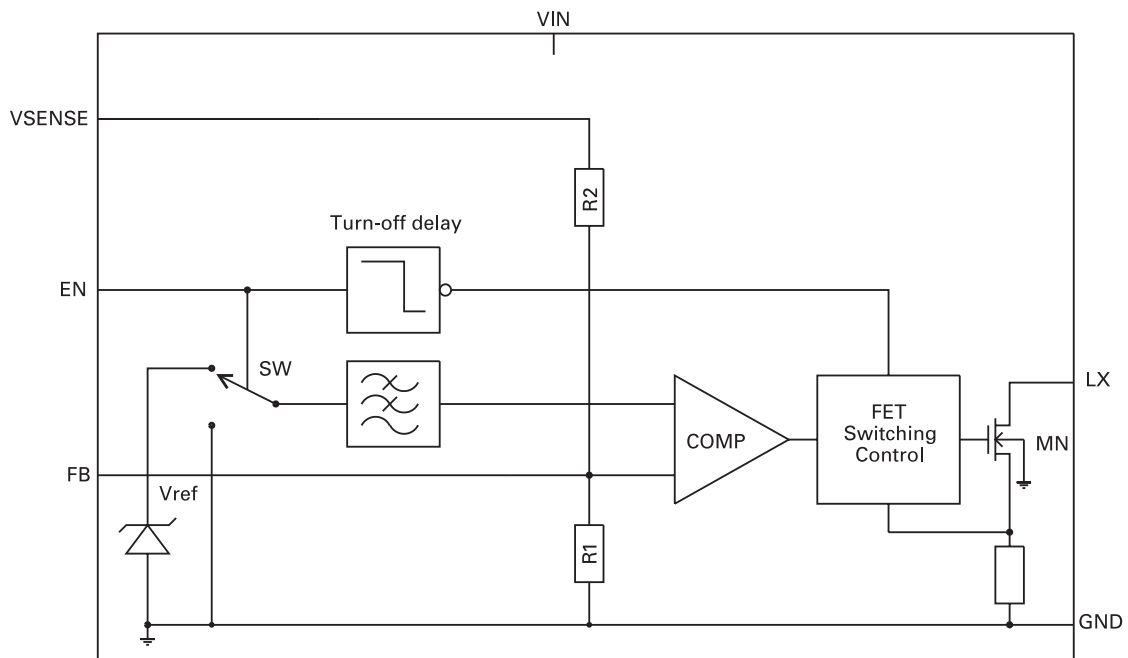 VIN
VSENSE
R2
Turn-off delay
EN
SW
LX
FET
Switching
Control
COMP
MN
FB
Vref
R1
GND